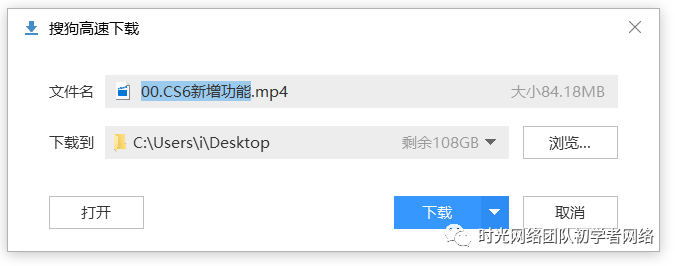 搜狗高速下载
文件名 00.CS6新增功能.mp4 大小84.18MB
下载到 C:\Users\i\Desktop 剩余108GB 浏览...
打开 下载 取消
时光网络团队初学者网络